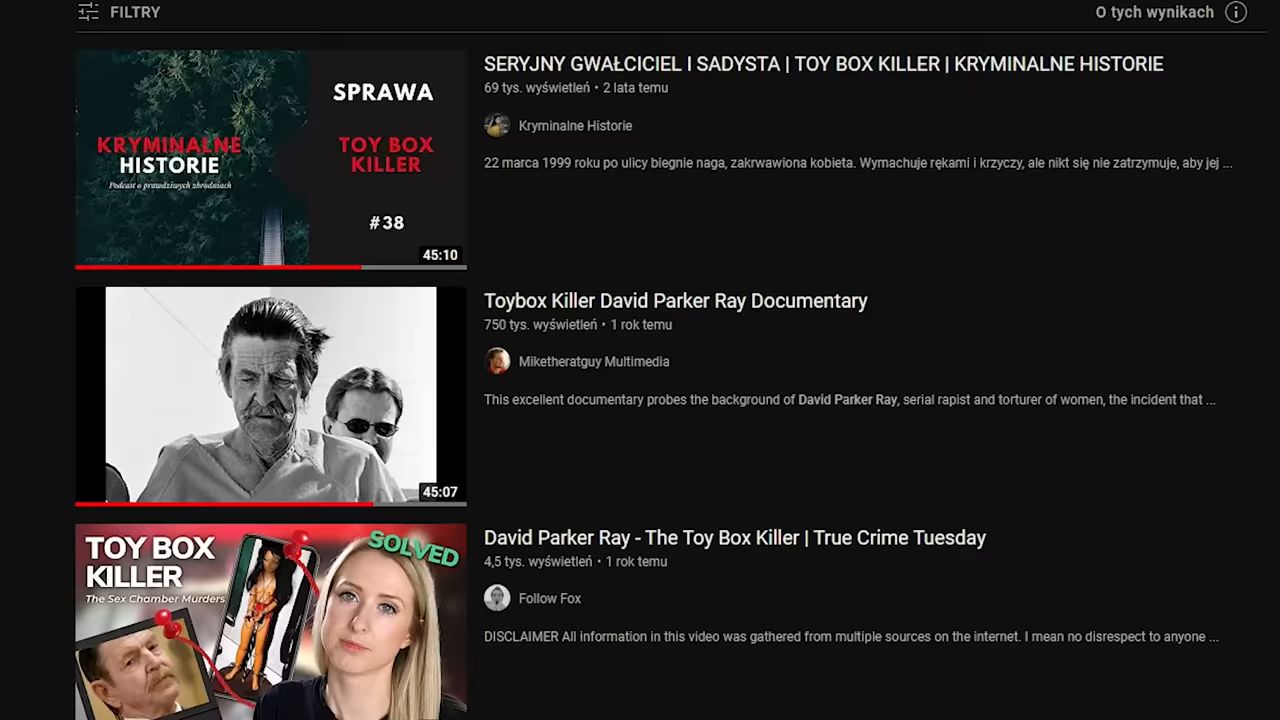 FILTRY
O tych wynikach
KRYMINALNE
HISTORIE
Podcast o prawdziwych zbrodniach
SPRAWA
TOY BOX
KILLER
#38
45:10
SERYJNY GWAŁCICIEL I SADYSTA | TOY BOX KILLER | KRYMINALNE HISTORIE
69 tys. wyświetleń • 2 lata temu
Kryminalne Historie
22 marca 1999 roku po ulicy biegnie naga, zakrwawiona kobieta. Wymachuje rękami i krzyczy, ale nikt się nie zatrzymuje, aby jej ...
45:07
Toybox Killer David Parker Ray Documentary
750 tys. wyświetleń • 1 rok temu
Miketheratguy Multimedia
This excellent documentary probes the background of David Parker Ray, serial rapist and torturer of women, the incident that ...
TOY BOX
KILLER
The Sex Chamber Murders
SOLVED
David Parker Ray - The Toy Box Killer | True Crime Tuesday
4,5 tys. wyświetleń • 1 rok temu
Follow Fox
DISCLAIMER All information in this video was gathered from multiple sources on the internet. I mean no disrespect to anyone ...